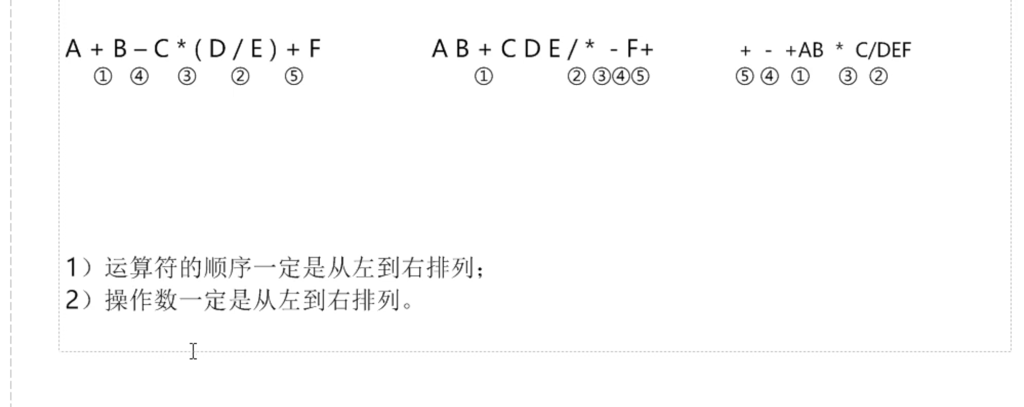 A + B – C * ( D / E ) + F A B + C D E / * - F+ + - +AB * C/DEF
① ④ ③ ② ⑤ ① ② ③④⑤ ⑤ ④ ① ③ ②
1）运算符的顺序一定是从左到右排列；
2）操作数一定是从左到右排列。